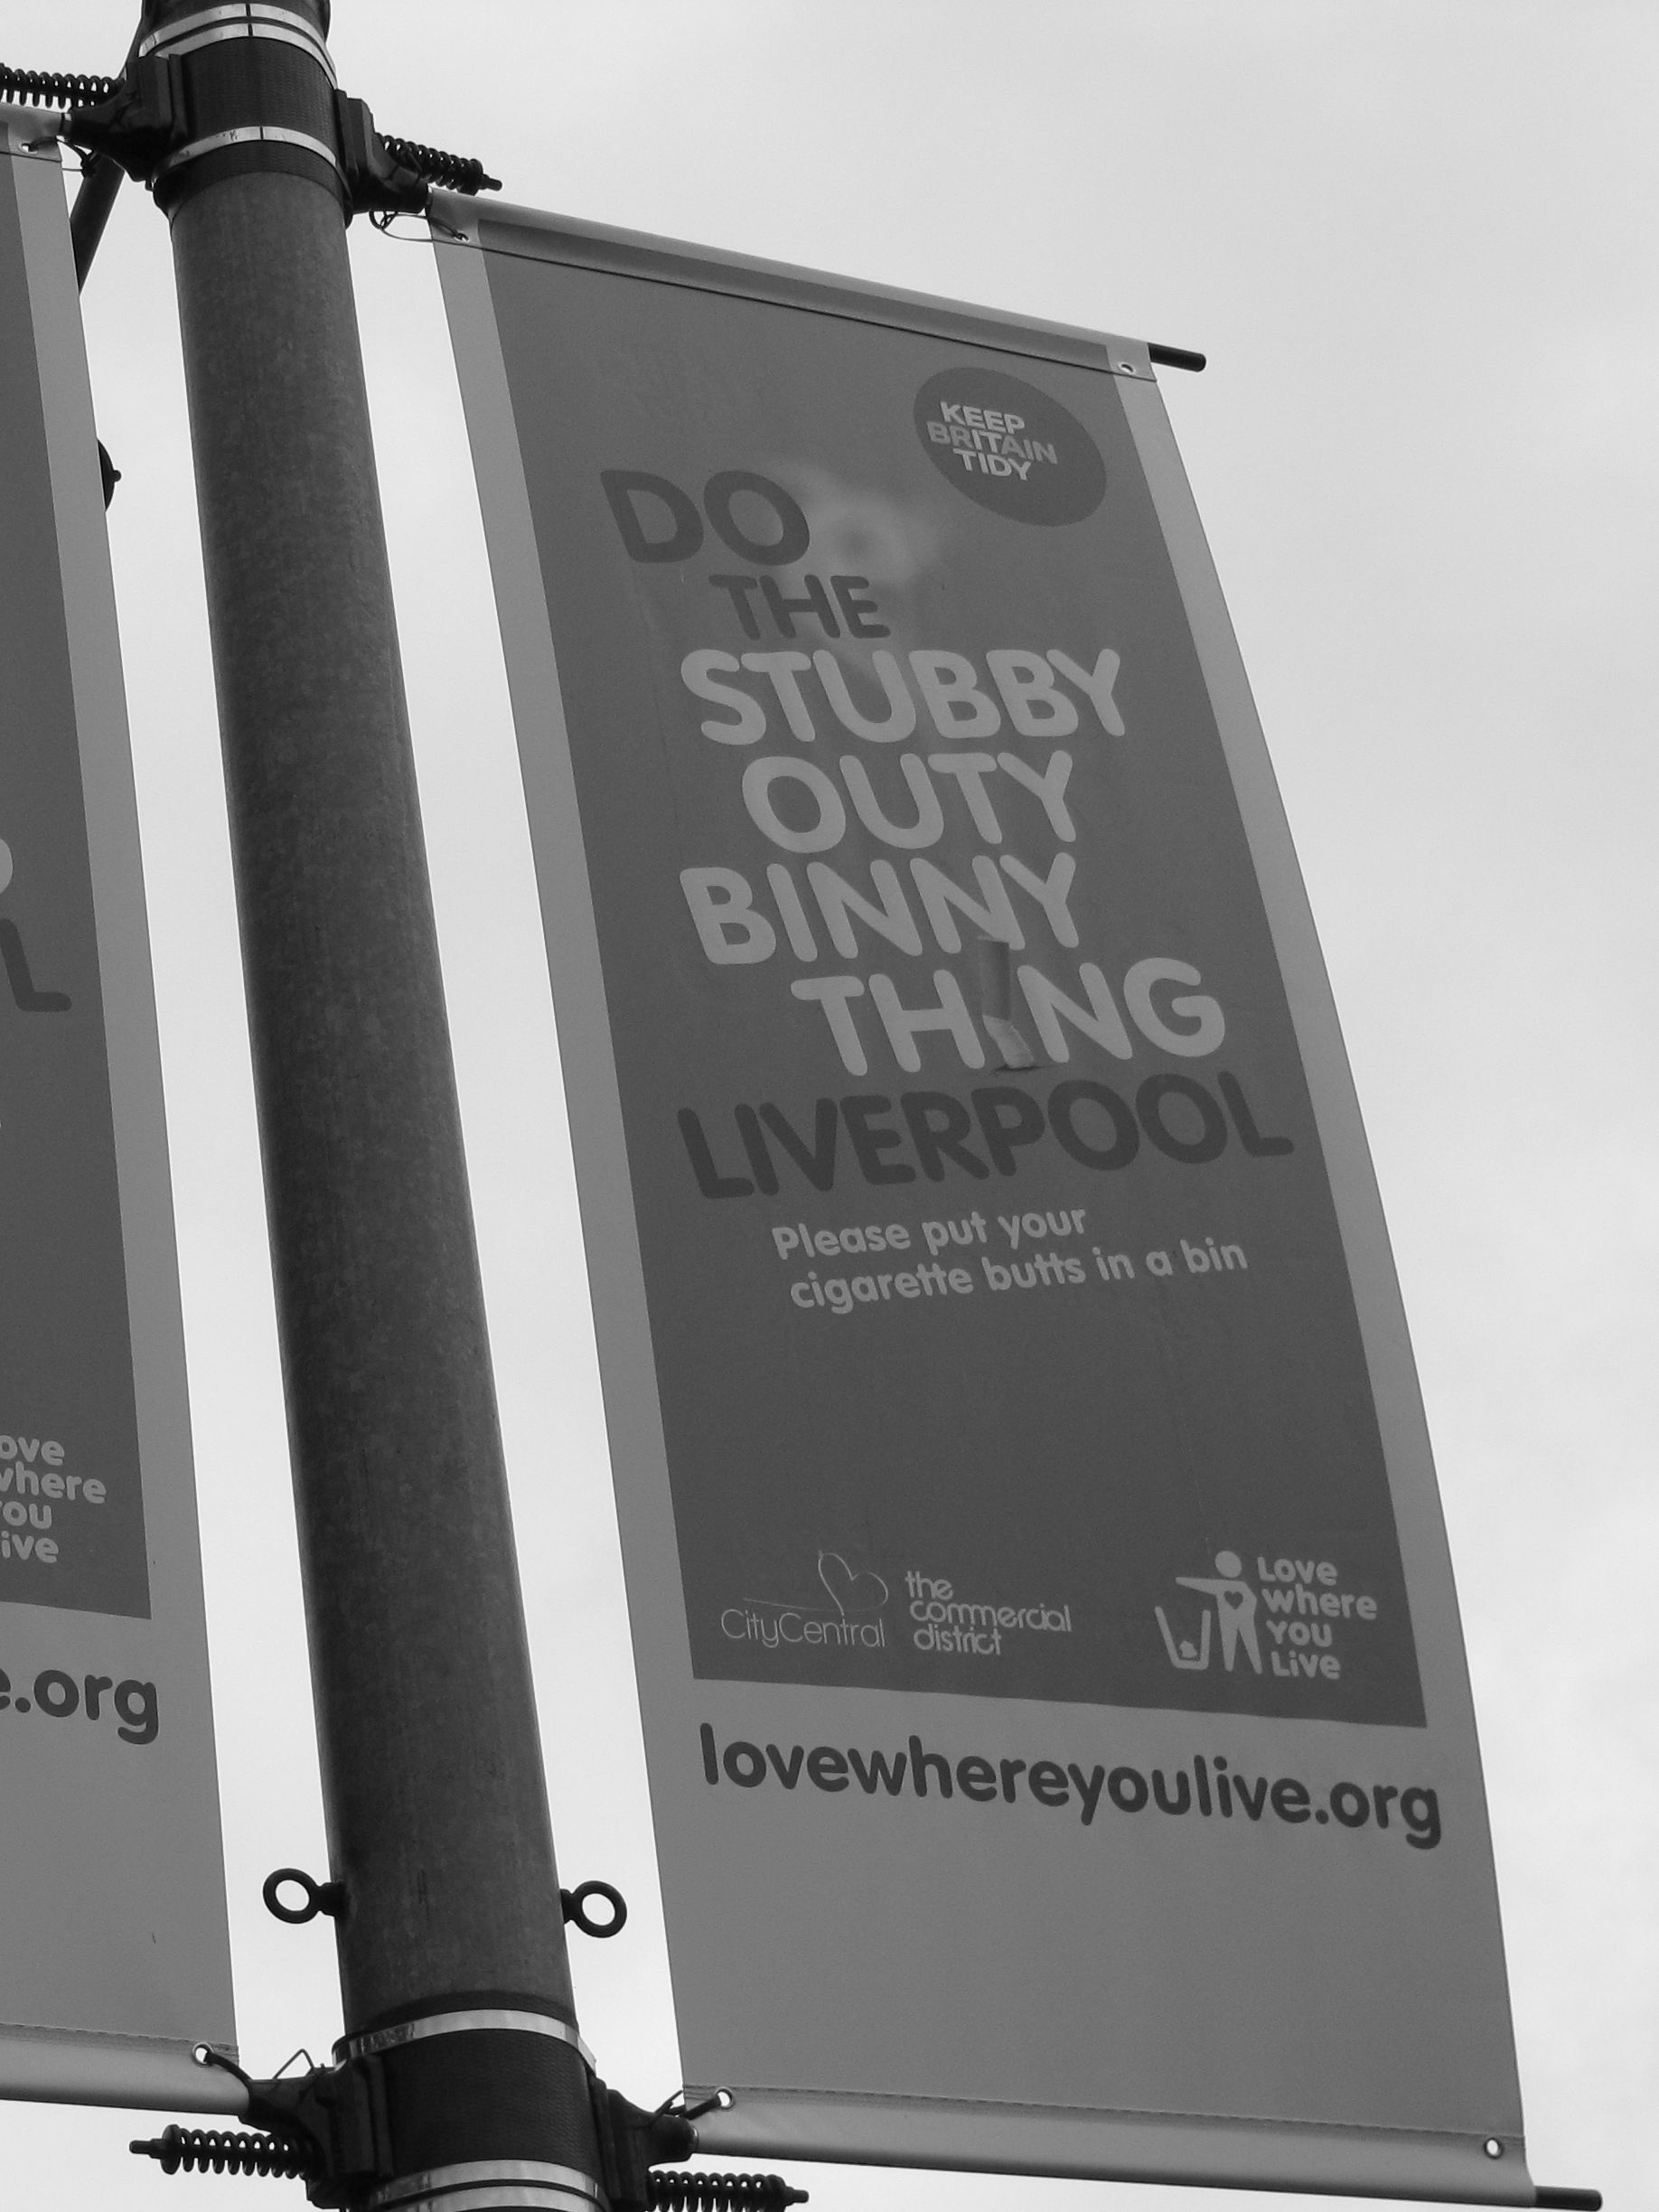 KEEP
BRITAIN
TIDY
DO
THE
STUBBY
OUTY
BINNY
THING
LIVERPOOL
Please put your
cigarette butts in a bin
CityCentral
the
commercial
district
Love
where
you
Live
lovewhereyoulive.org
L
ove
where
ou
ive
e.org